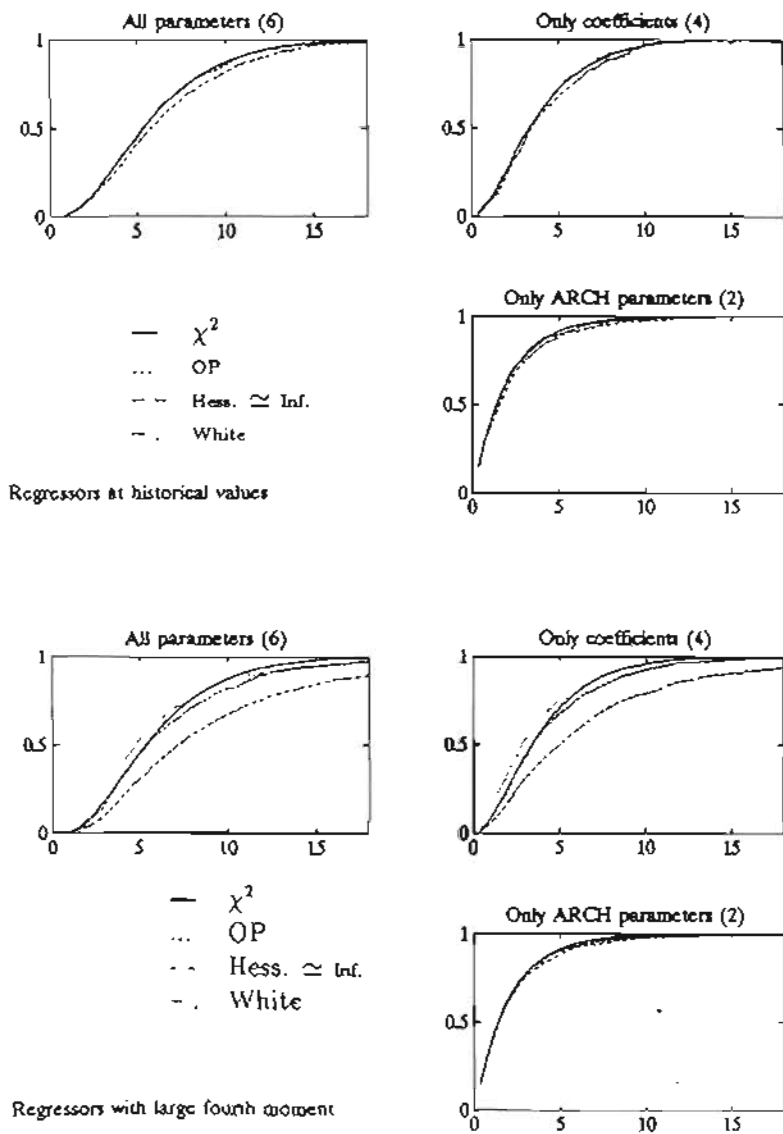 All parameters (6)
Only coefficients (4)
1
0.5
0
0 5 10 15
1
0.5
0
0 5 10 15
Only ARCH parameters (2)
1
0.5
0
0 5 10 15
— χ²
... OP
– – Hess. ≃ Inf.
– . White
Regressors at historical values
All parameters (6)
Only coefficients (4)
1
0.5
0
0 5 10 15
1
0.5
0
0 5 10 15
Only ARCH parameters (2)
1
0.5
0
0 5 10 15
— χ²
... OP
- - Hess. ≃ Inf.
– . White
Regressors with large fourth moment